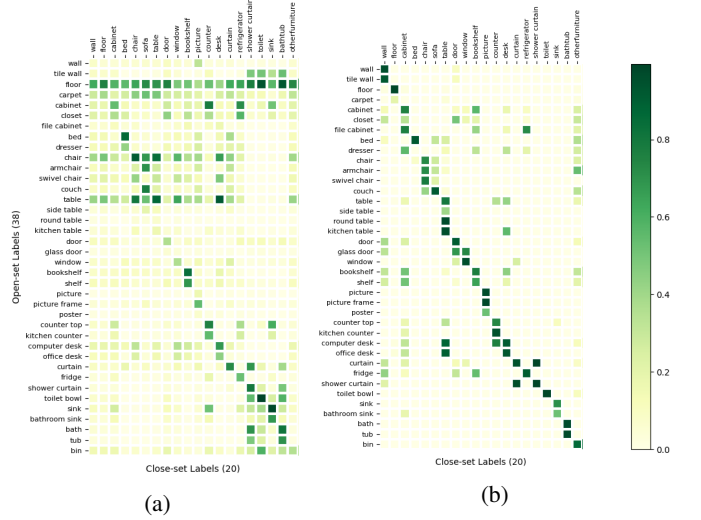 wall
floor
cabinet
bed
chair
sofa
table
door
window
bookshelf
picture
counter
desk
curtain
refrigerator
shower curtain
toilet
sink
bathtub
otherfurniture
wall
tile wall
floor
carpet
cabinet
closet
file cabinet
bed
dresser
chair
armchair
swivel chair
couch
table
side table
round table
kitchen table
door
glass door
window
bookshelf
shelf
picture
picture frame
poster
counter top
kitchen counter
computer desk
office desk
curtain
fridge
shower curtain
toilet bowl
sink
bathroom sink
bath
tub
bin
Open-set Labels (38)
Close-set Labels (20)
(a)
wall
floor
cabinet
bed
chair
sofa
table
door
window
bookshelf
picture
counter
desk
curtain
refrigerator
shower curtain
toilet
sink
bathtub
otherfurniture
wall
tile wall
floor
carpet
cabinet
closet
file cabinet
bed
dresser
chair
armchair
swivel chair
couch
table
side table
round table
kitchen table
door
glass door
window
bookshelf
shelf
picture
picture frame
poster
counter top
kitchen counter
computer desk
office desk
curtain
fridge
shower curtain
toilet bowl
sink
bathroom sink
bath
tub
bin
Close-set Labels (20)
(b)
0.8
0.6
0.4
0.2
0.0